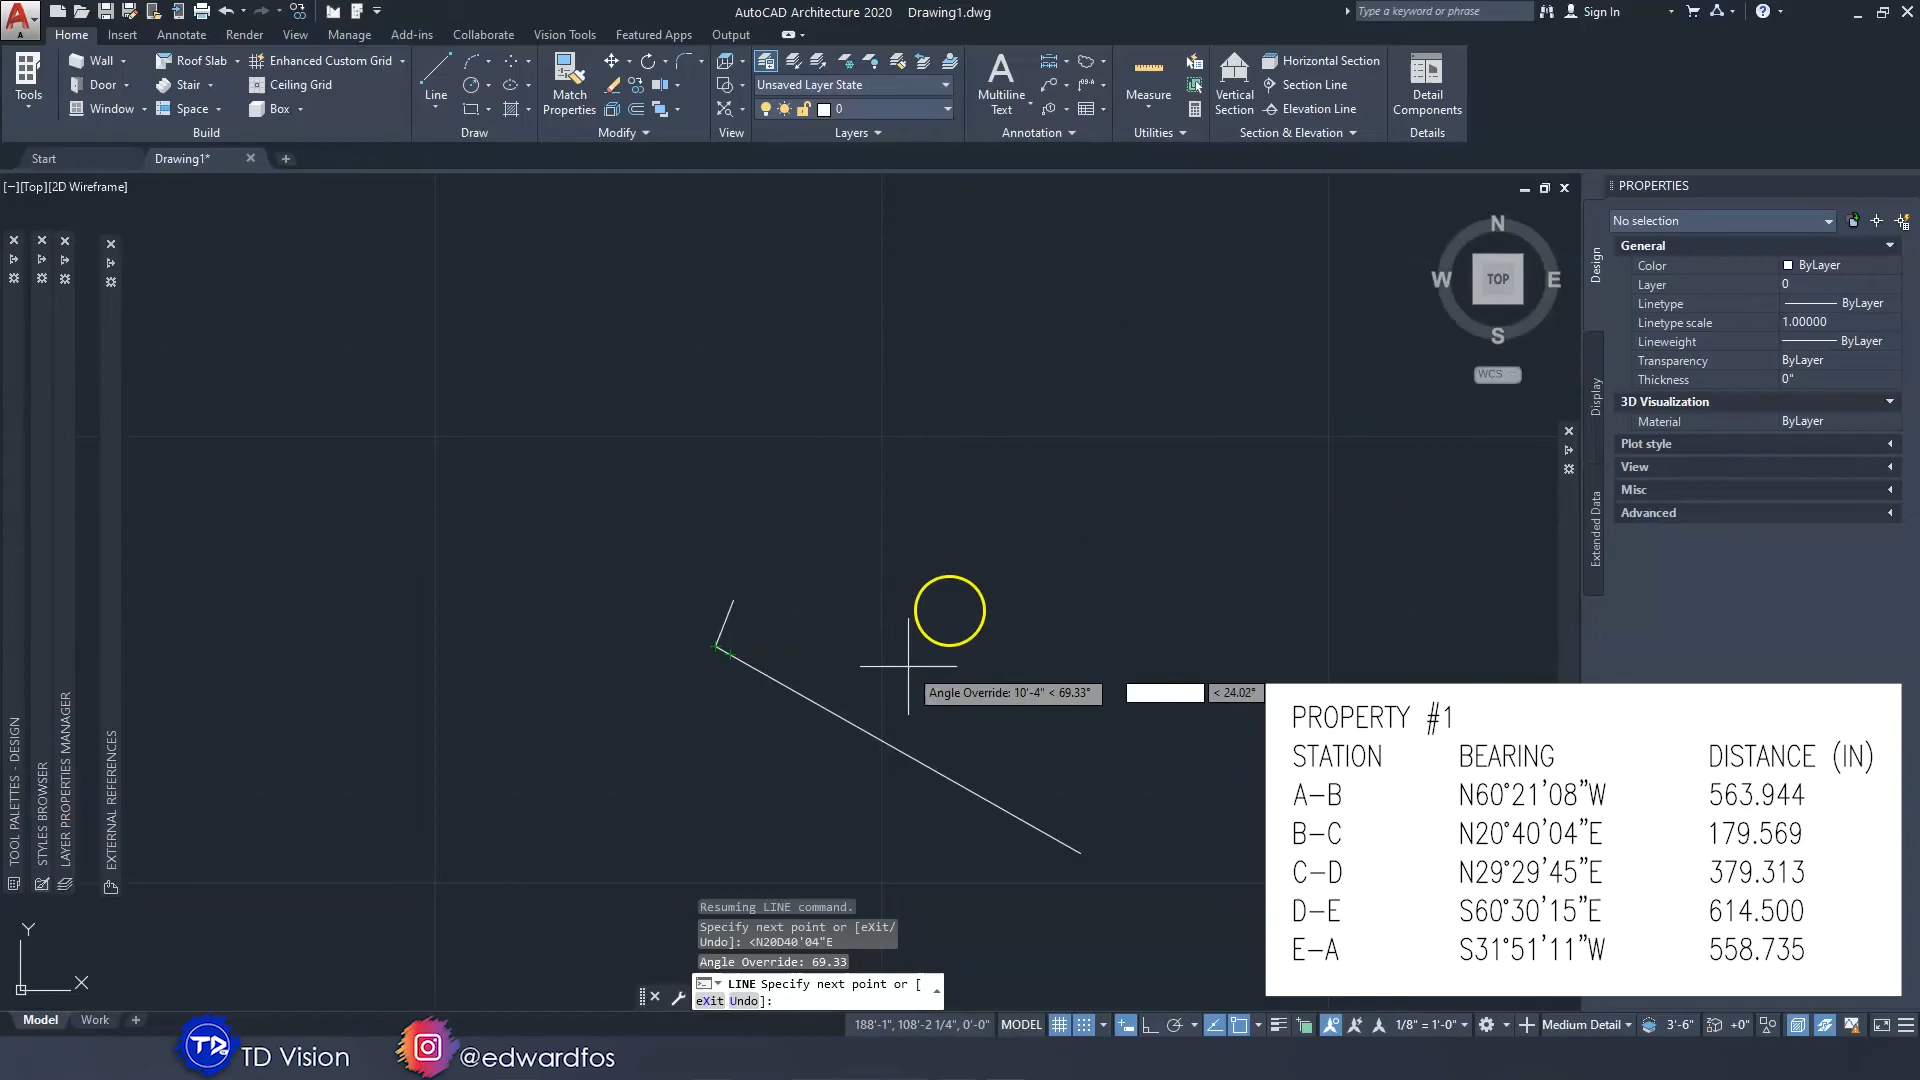 AutoCAD Architecture 2020 Drawing1.dwg
Type a keyword or phrase
Sign In
Home Insert Annotate Render View Manage Add-ins Collaborate Vision Tools Featured Apps Output
Tools
Wall
Door
Window
Roof Slab
Stair
Space
Enhanced Custom Grid
Ceiling Grid
Box
Build
Line
Draw
Match
Properties
Modify
View
Unsaved Layer State
0
Layers
Multiline
Text
Annotation
Measure
Utilities
Vertical
Section
Horizontal Section
Section Line
Elevation Line
Section & Elevation
Detail
Components
Details
Start
Drawing1*
[−][Top][2D Wireframe]
N
W
TOP
E
S
WCS
PROPERTIES
No selection
General
Color ByLayer
Layer 0
Linetype ByLayer
Linetype scale 1.00000
Lineweight ByLayer
Transparency ByLayer
Thickness 0"
3D Visualization
Material ByLayer
Plot style
View
Misc
Advanced
Design
Display
Extended Data
TOOL PALETTES - DESIGN
STYLES BROWSER
LAYER PROPERTIES MANAGER
EXTERNAL REFERENCES
Angle Override: 10'-4" < 69.33°
< 24.02°
PROPERTY #1
STATION BEARING DISTANCE (IN)
A-B N60°21'08"W 563.944
B-C N20°40'04"E 179.569
C-D N29°29'45"E 379.313
D-E S60°30'15"E 614.500
E-A S31°51'11"W 558.735
Resuming LINE command.
Specify next point or [eXit/
Undo]: <N20D40'04"E
Angle Override: 69.33
LINE Specify next point or [
eXit Undo]:
Y
X
Model Work
188'-1", 108'-2 1/4", 0'-0" MODEL
1/8" = 1'-0"
Medium Detail
3'-6"
+0"
TD Vision
@edwardfos